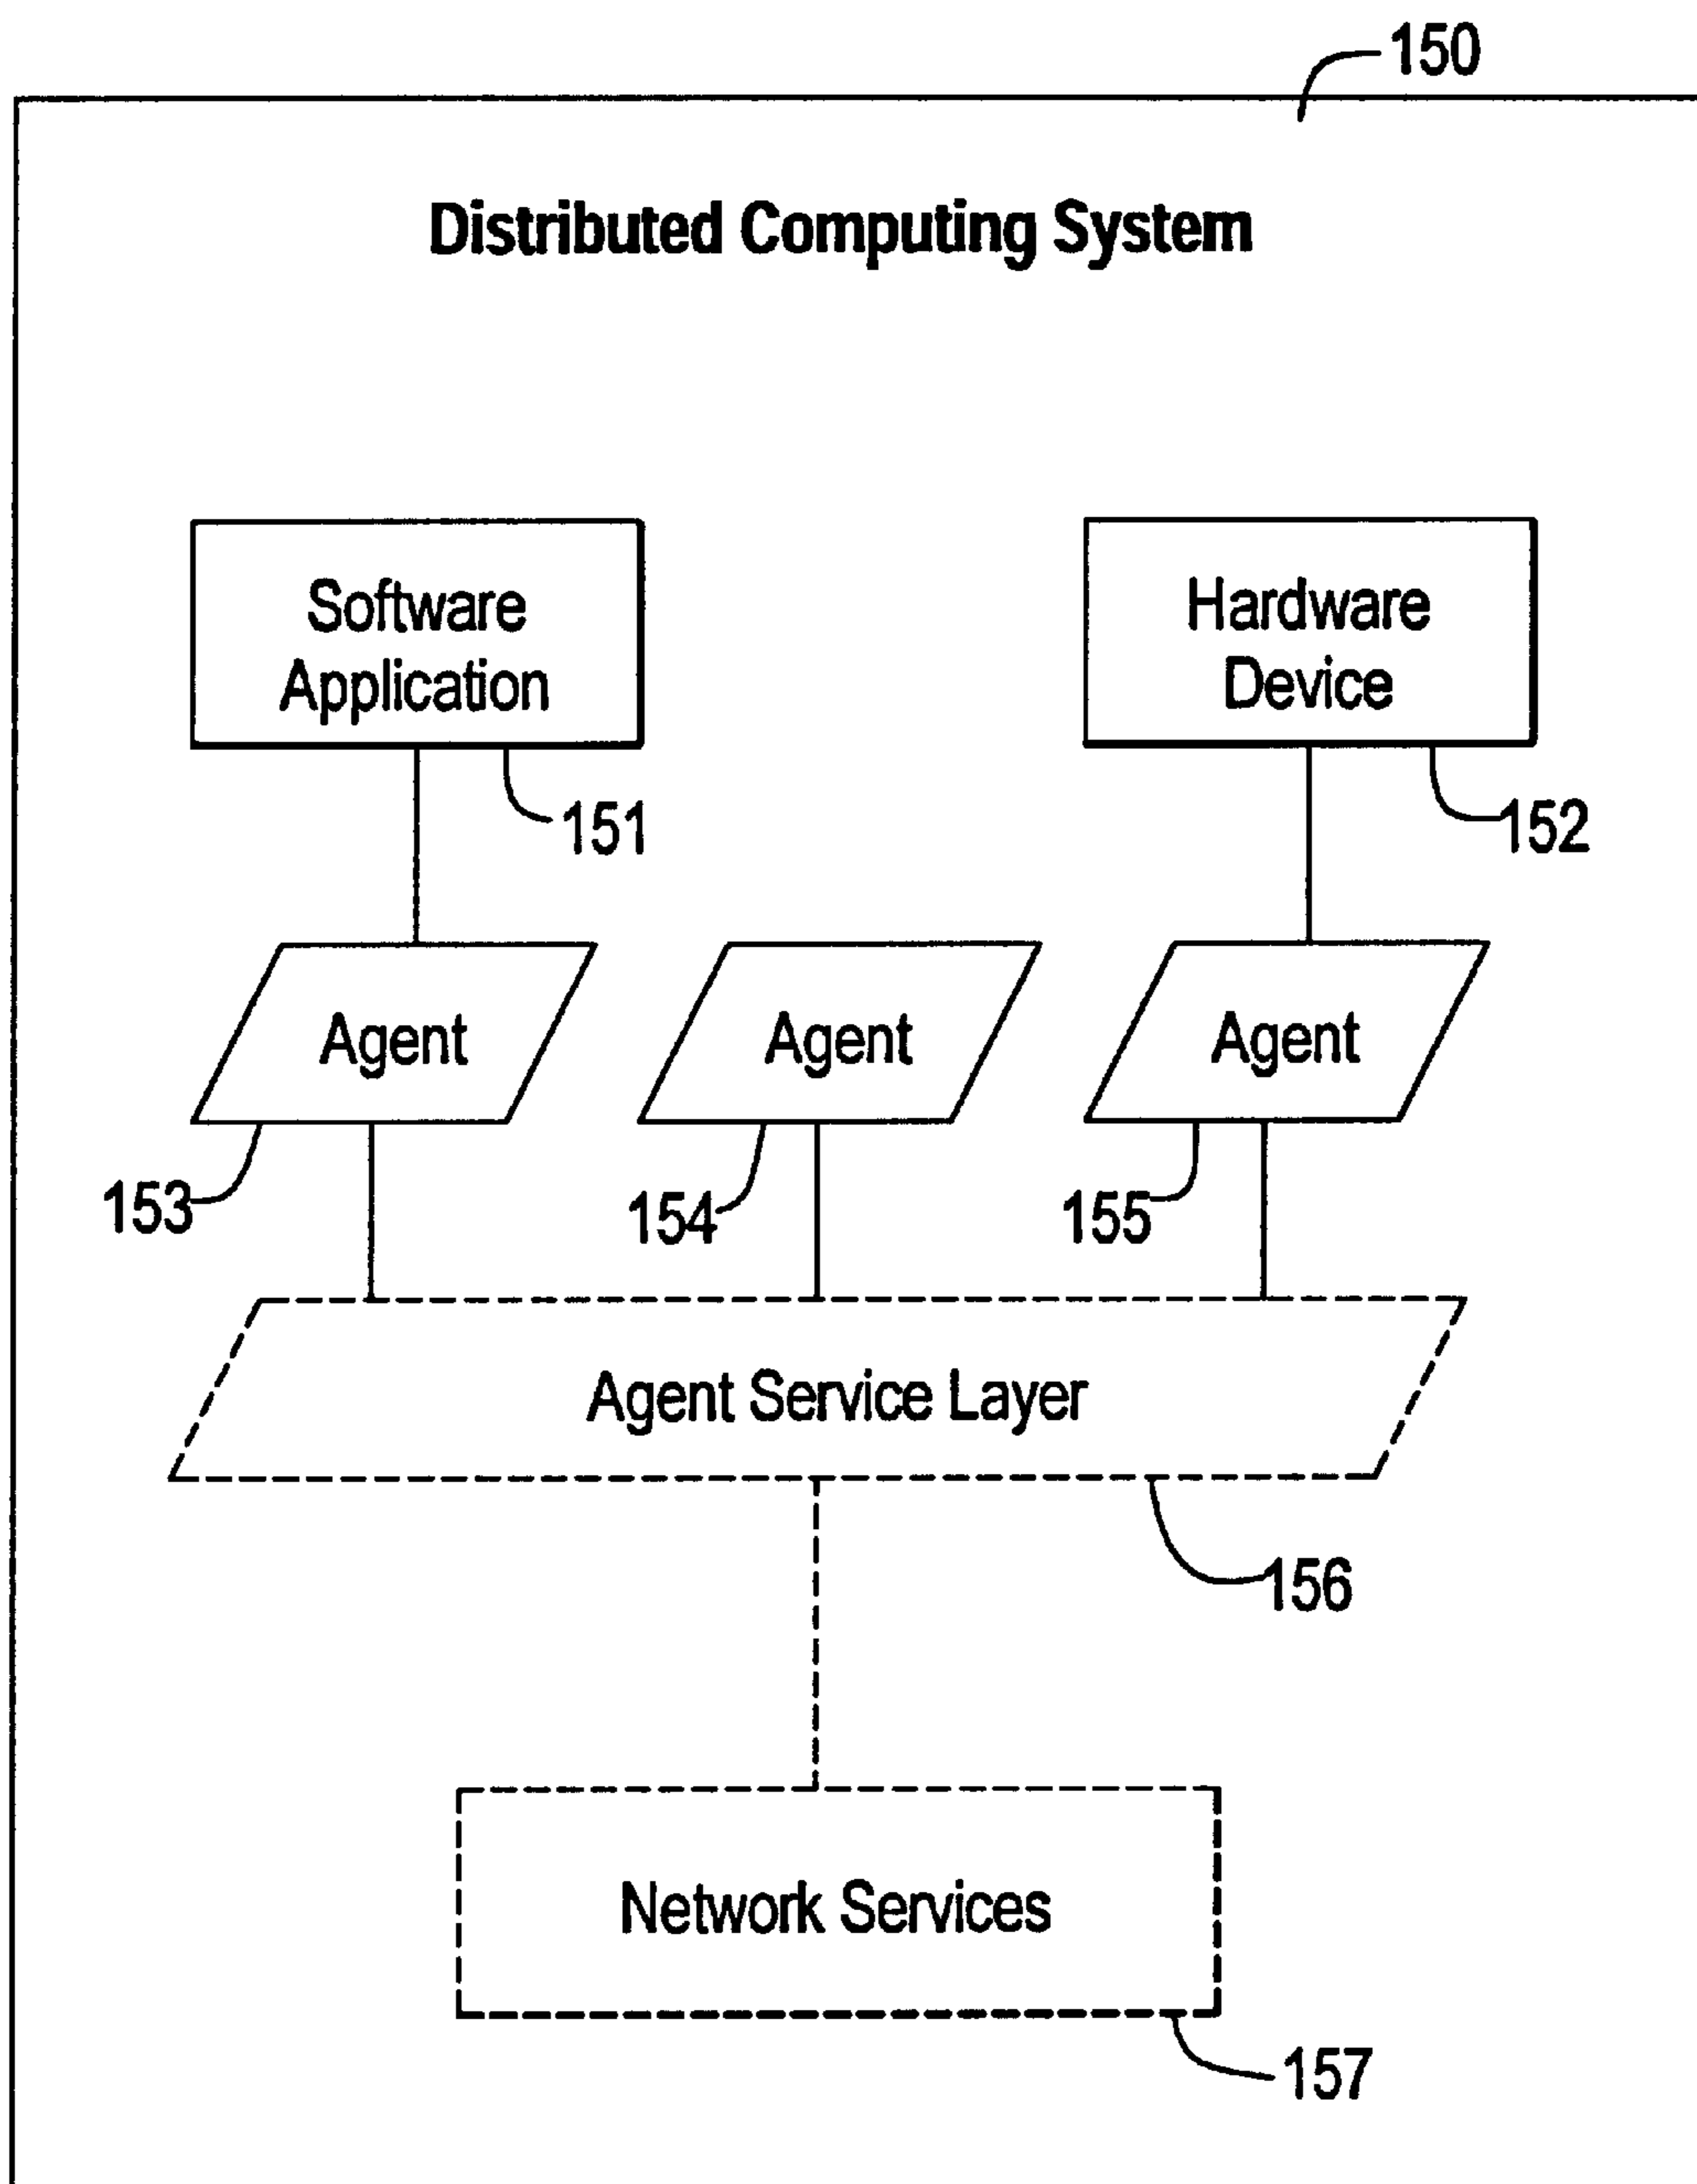 150
Distributed Computing System
Software
Application
Hardware
Device
151
152
Agent
Agent
Agent
153
154
155
Agent Service Layer
156
Network Services
157